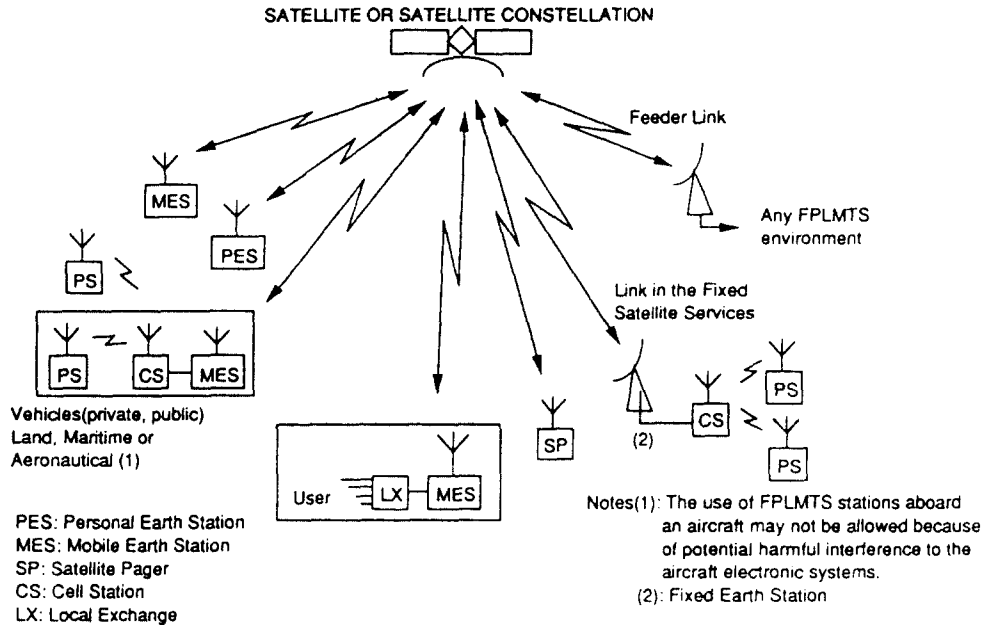 SATELLITE OR SATELLITE CONSTELLATION
Feeder Link
MES
PES
Any FPLMTS
environment
PS
Link in the Fixed
Satellite Services
PS
CS
MES
PS
CS
PS
SP
(2)
Vehicles(private, public)
Land, Maritime or
Aeronautical (1)
User
LX
MES
PES: Personal Earth Station
MES: Mobile Earth Station
SP: Satellite Pager
CS: Cell Station
LX: Local Exchange
Notes(1): The use of FPLMTS stations aboard
an aircraft may not be allowed because
of potential harmful interference to the
aircraft electronic systems.
(2): Fixed Earth Station